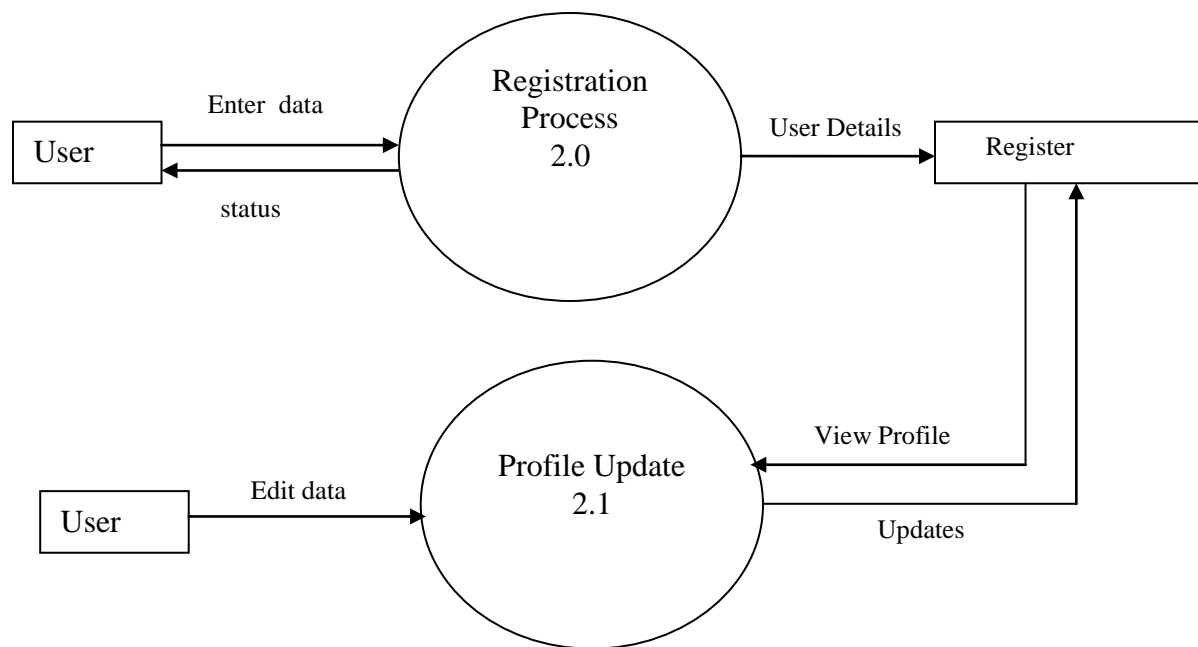 Enter data
User
status
Registration
Process
2.0
User Details
Register
View Profile
Profile Update
2.1
Edit data
User
Updates